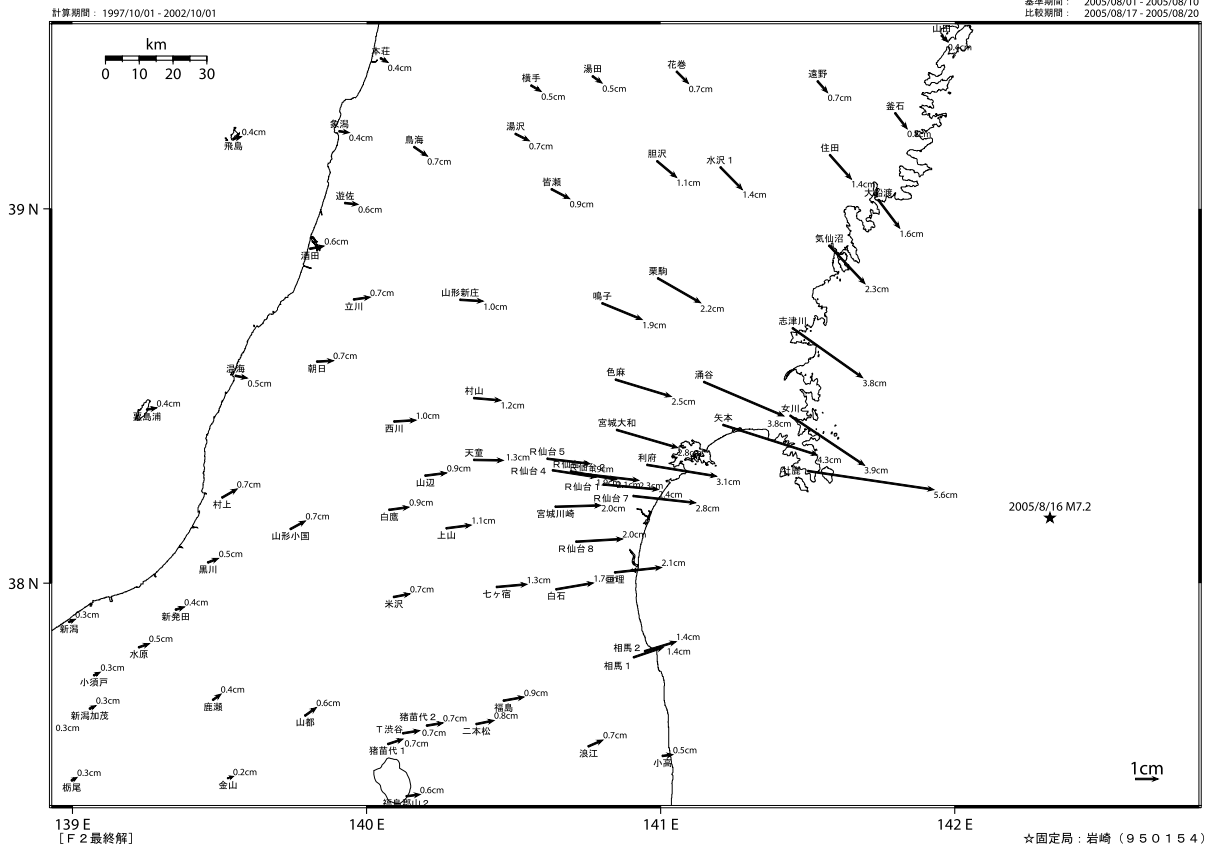 計算期間： 1997/10/01 - 2002/10/01
基準期間： 2005/08/01 - 2005/08/10
比較期間： 2005/08/17 - 2005/08/20
km
0 10 20 30
本荘
0.4cm
山田
0.4cm
横手
0.5cm
湯田
0.5cm
花巻
0.7cm
遠野
0.7cm
釜石
飛島
0.4cm
象潟
0.4cm
鳥海
0.7cm
湯沢
0.7cm
胆沢
1.1cm
水沢１
1.4cm
住田
1.4cm
皆瀬
0.9cm
大船渡
1.6cm
39 N
遊佐
0.6cm
酒田
0.6cm
気仙沼
2.3cm
立川
0.7cm
山形新庄
1.0cm
鳴子
1.9cm
栗駒
2.2cm
志津川
3.8cm
朝日
0.7cm
温海
0.5cm
村山
1.2cm
色麻
2.5cm
涌谷
3.8cm
粟島浦
0.4cm
西川
1.0cm
宮城大和
2.8cm
矢本
4.3cm
女川
3.9cm
天童
1.3cm
Ｒ仙台５
Ｒ仙台４
利府
3.1cm
牡鹿
5.6cm
山辺
0.9cm
Ｒ仙台１
2.4cm
Ｒ仙台７
2.8cm
村上
0.7cm
白鷹
0.9cm
宮城川崎
2.0cm
2005/8/16 M7.2
★
山形小国
0.7cm
上山
1.1cm
Ｒ仙台８
2.0cm
黒川
0.5cm
38 N
米沢
0.7cm
七ヶ宿
1.3cm
白石
1.7cm
亘理
2.1cm
新潟
0.3cm
新発田
0.4cm
水原
0.5cm
相馬２
1.4cm
相馬１
1.4cm
小須戸
0.3cm
新潟加茂
0.3cm
0.3cm
鹿瀬
0.4cm
山都
0.6cm
猪苗代２
0.7cm
Ｔ渋谷
0.7cm
猪苗代１
0.7cm
福島
0.9cm
二本松
0.8cm
浪江
0.7cm
小高
0.5cm
栃尾
0.3cm
金山
0.2cm
福島郡山２
0.6cm
1cm
139 E 140 E 141 E 142 E
［Ｆ２最終解］
☆固定局：岩崎（９５０１５４）